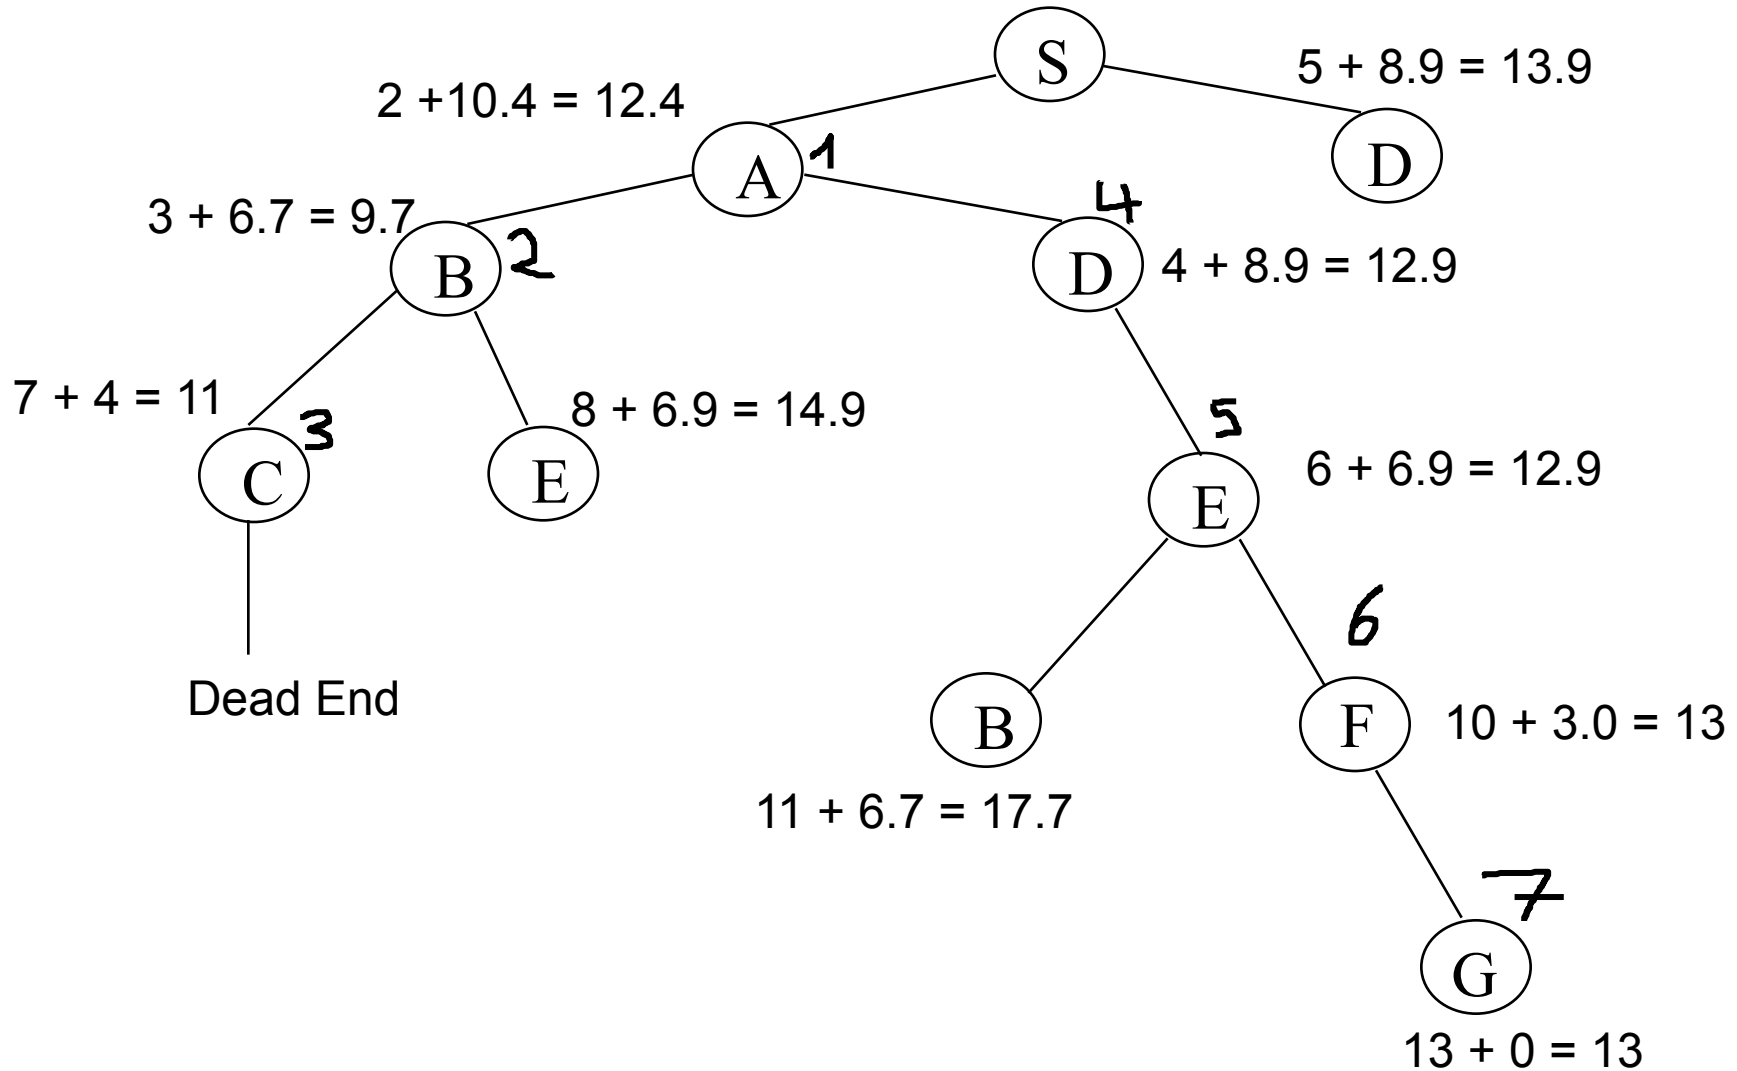 S
5 + 8.9 = 13.9
2 +10.4 = 12.4
A
1
D
3 + 6.7 = 9.7
B
2
4
D
4 + 8.9 = 12.9
7 + 4 = 11
C
3
8 + 6.9 = 14.9
E
5
E
6 + 6.9 = 12.9
Dead End
6
B
F
10 + 3.0 = 13
11 + 6.7 = 17.7
7
G
13 + 0 = 13